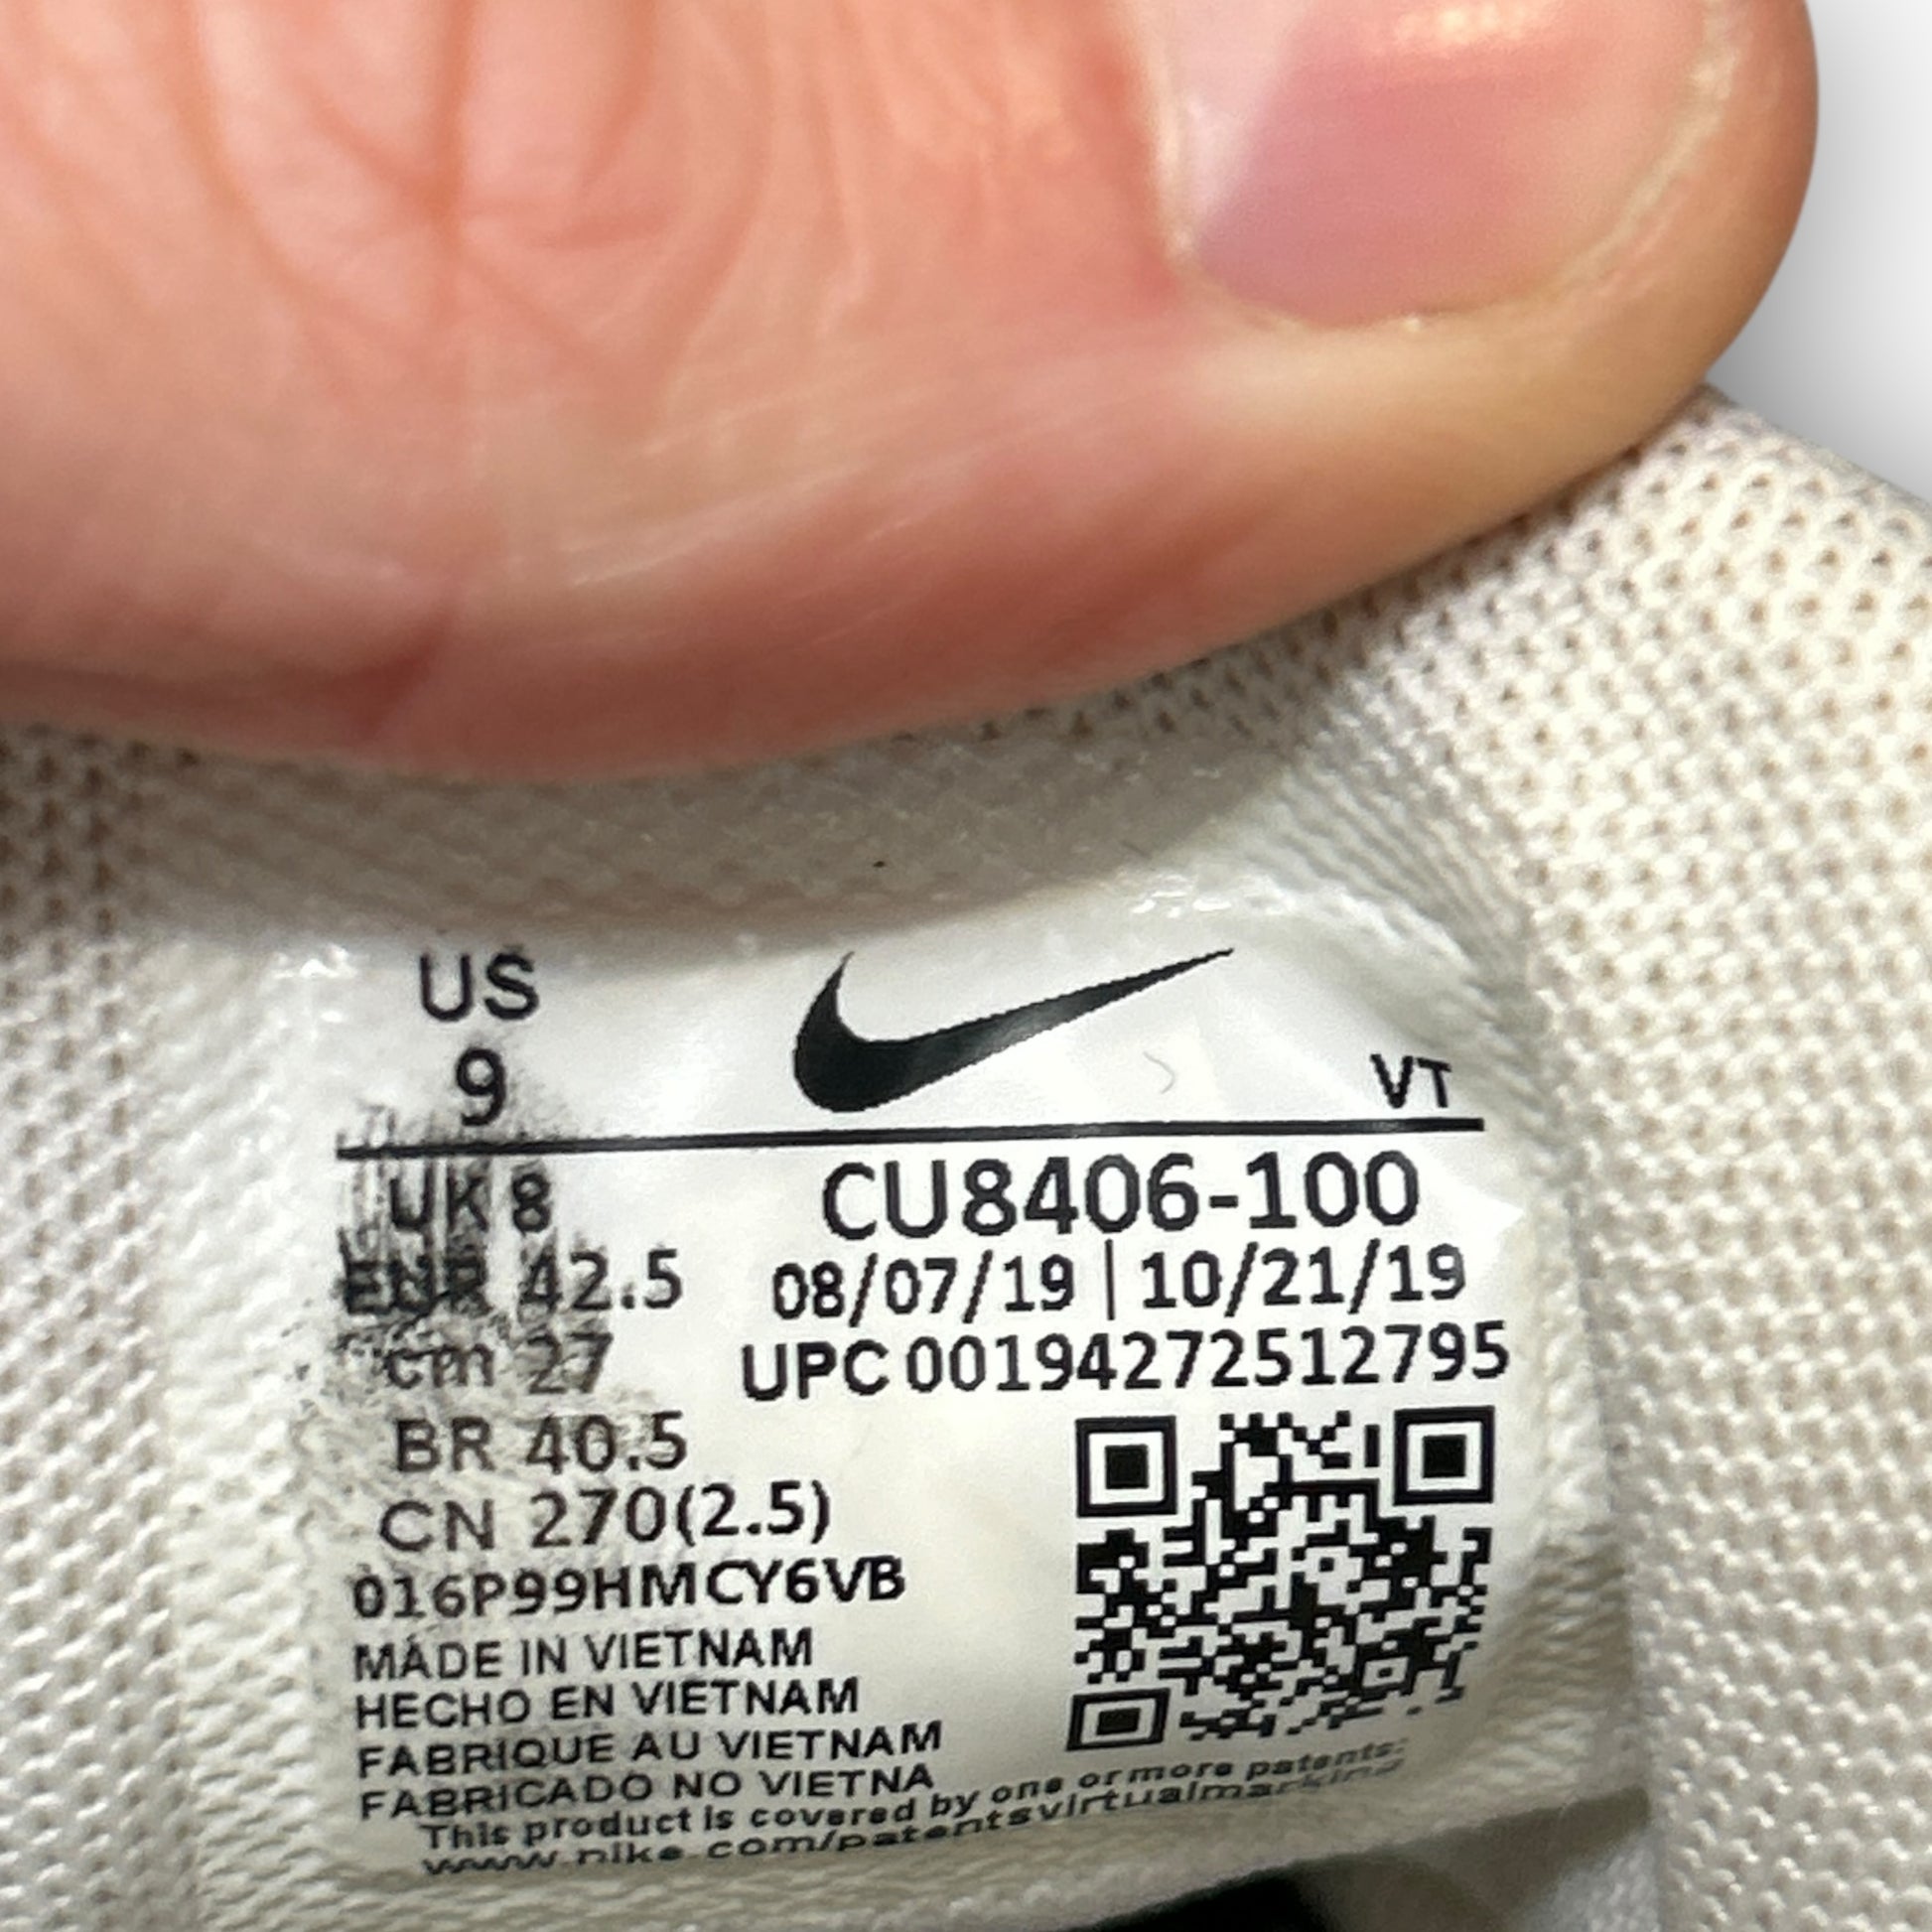 US
9
VT
UK 8
EUR 42.5
cm 27
BR 40.5
CN 270(2.5)
CU8406-100
08/07/19 | 10/21/19
UPC 00194272512795
016P99HMCY6VB
MADE IN VIETNAM
HECHO EN VIETNAM
FABRIQUE AU VIETNAM
FABRICADO NO VIETNA
This product is covered by one or more patents:
www.nike.com/patentsvirtualmarking